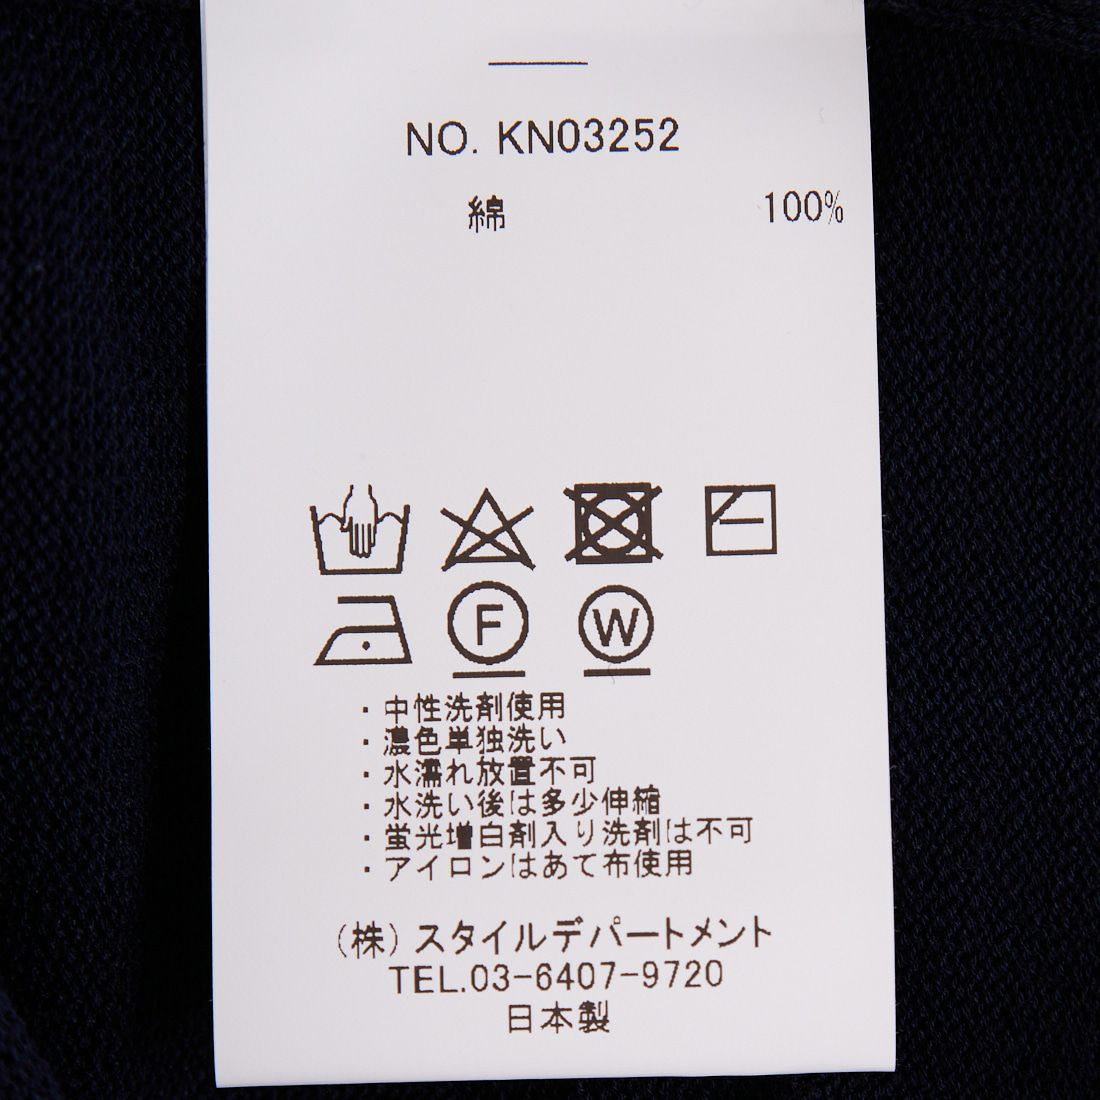 NO. KN03252
綿 100%
F W
・中性洗剤使用
・濃色単独洗い
・水濡れ放置不可
・水洗い後は多少伸縮
・蛍光増白剤入り洗剤は不可
・アイロンはあて布使用
(株) スタイルデパートメント
TEL.03-6407-9720
日本製